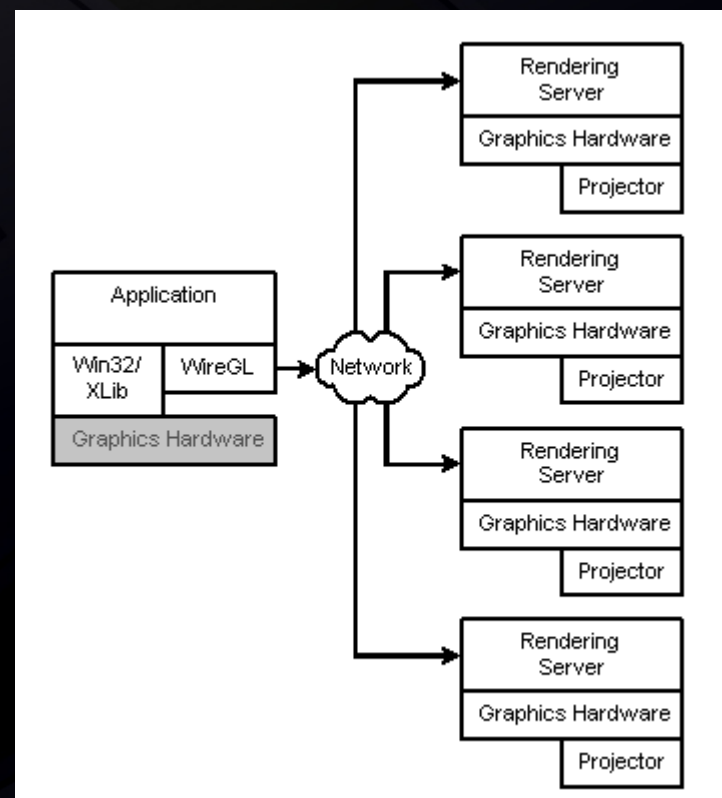 Application
Win32/
XLib
WireGL
Graphics Hardware
Network
Rendering
Server
Graphics Hardware
Projector
Rendering
Server
Graphics Hardware
Projector
Rendering
Server
Graphics Hardware
Projector
Rendering
Server
Graphics Hardware
Projector